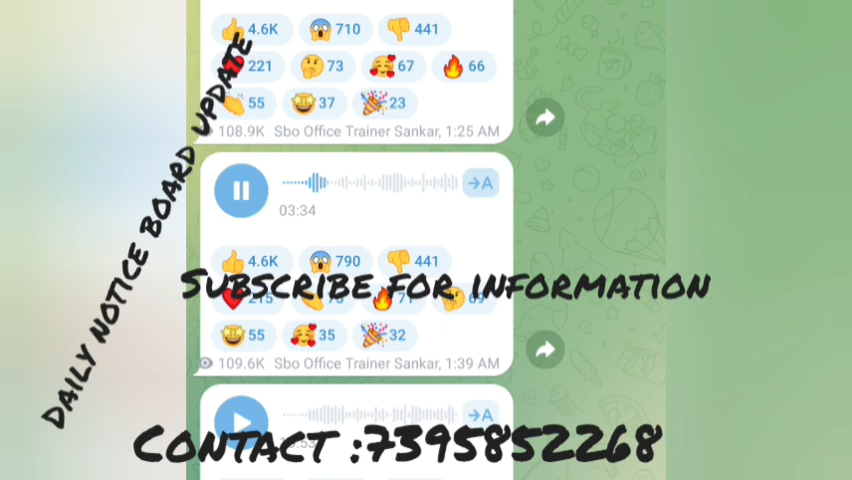 4.6K 710 441
221 73 67 66
55 37 23
108.9K Sbo Office Trainer Sankar, 1:25 AM
DAILY NOTICE BOARD UPDATE
→A
03:34
4.6K 790 441
SUBSCRIBE FOR INFORMATION
55 35 32
109.6K Sbo Office Trainer Sankar, 1:39 AM
→A
CONTACT :7395852268